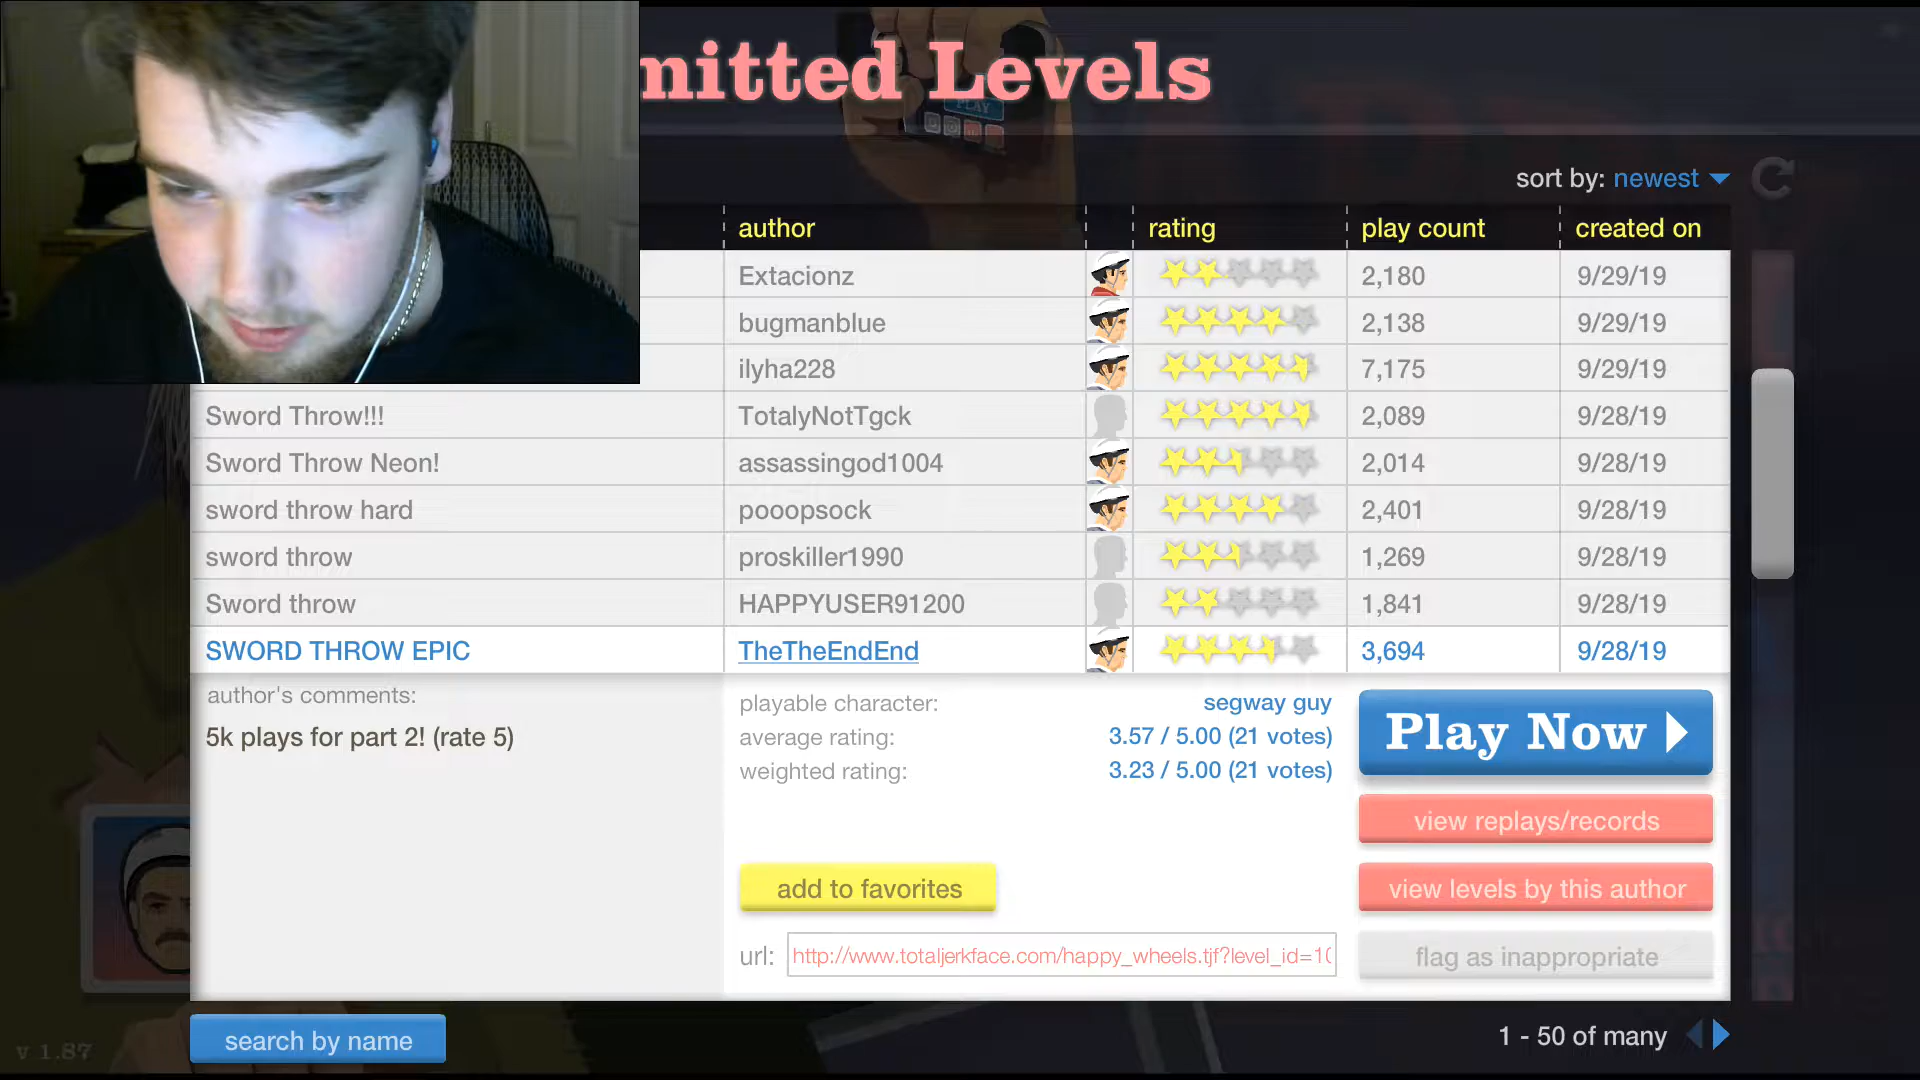 mitted Levels
PLAY
sort by: newest
author rating play count created on
Extacionz 2,180 9/29/19
bugmanblue 2,138 9/29/19
ilyha228 7,175 9/29/19
Sword Throw!!! TotalyNotTgck 2,089 9/28/19
Sword Throw Neon! assassingod1004 2,014 9/28/19
sword throw hard pooopsock 2,401 9/28/19
sword throw proskiller1990 1,269 9/28/19
Sword throw HAPPYUSER91200 1,841 9/28/19
SWORD THROW EPIC TheTheEndEnd 3,694 9/28/19
author's comments:
5k plays for part 2! (rate 5)
playable character: segway guy
average rating: 3.57 / 5.00 (21 votes)
weighted rating: 3.23 / 5.00 (21 votes)
Play Now
view replays/records
add to favorites
view levels by this author
url: http://www.totaljerkface.com/happy_wheels.tjf?level_id=10
flag as inappropriate
search by name
1 - 50 of many
v 1.87